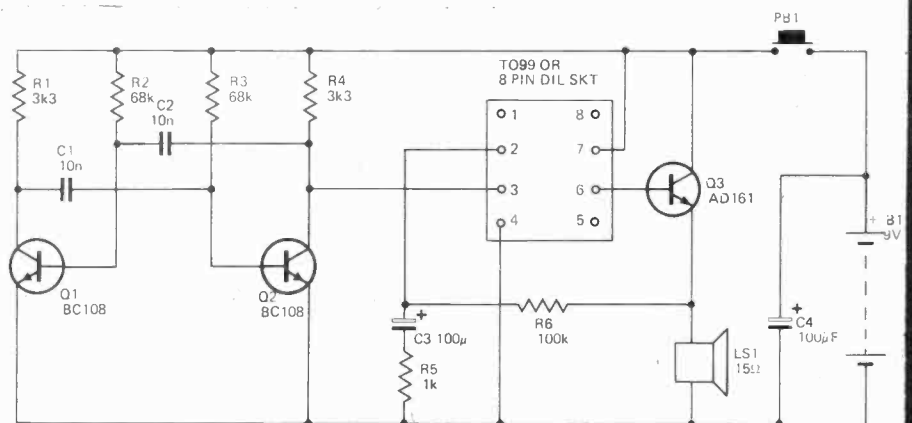 PB1
TO99 OR
8 PIN DIL SKT
R1
3k3
R2
68k
R3
68k
R4
3k3
C2
10n
C1
10n
1
2
3
4
8
7
6
5
Q3
AD161
+ B1
9V
Q1
BC108
Q2
BC108
+
C3 100µ
R5
1k
R6
100k
LS1
15Ω
+
C4
100µF